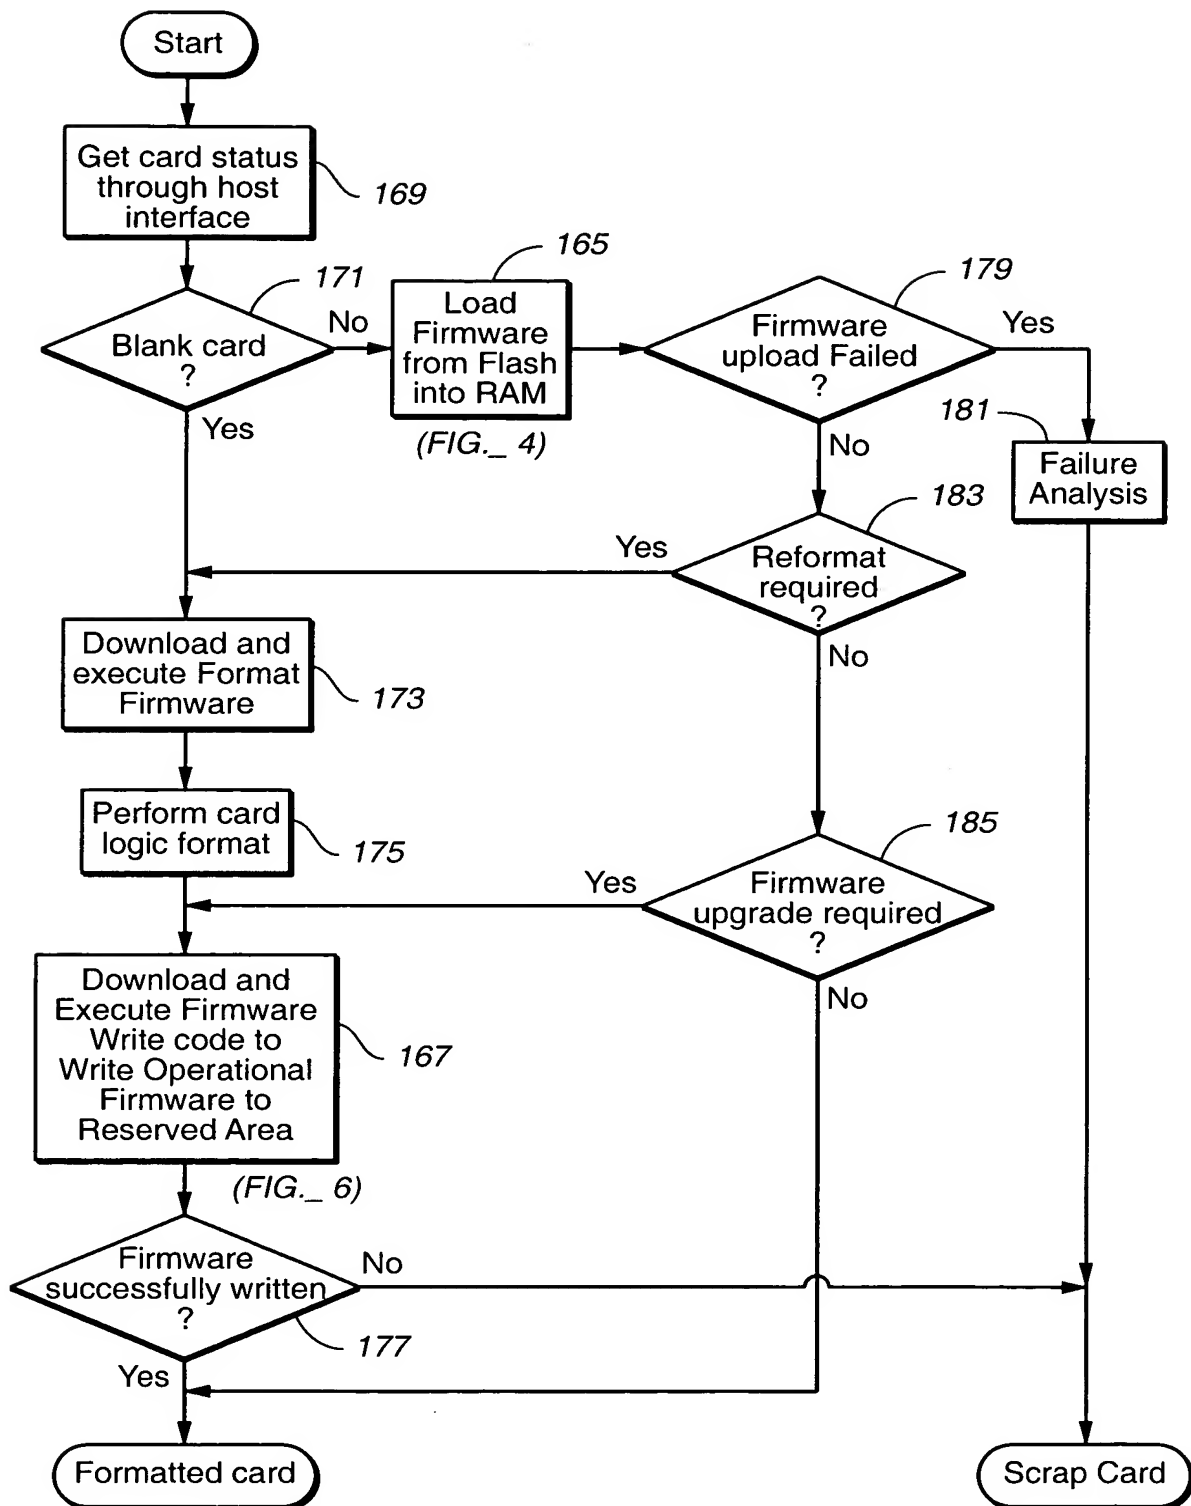 Start
Get card status
through host
interface
169
171
Blank card
?
No
Yes
165
Load
Firmware
from Flash
into RAM
(FIG._ 4)
179
Firmware
upload Failed
?
Yes
No
181
Failure
Analysis
183
Reformat
required
?
Yes
No
Download and
execute Format
Firmware
173
Perform card
logic format
175
185
Firmware
upgrade required
?
Yes
No
Download and
Execute Firmware
Write code to
Write Operational
Firmware to
Reserved Area
167
(FIG._ 6)
Firmware
successfully written
?
No
177
Yes
Formatted card
Scrap Card